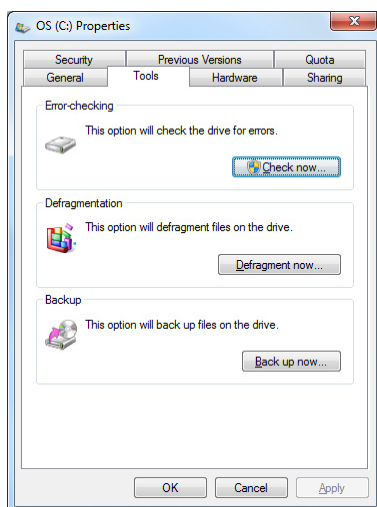 OS (C:) Properties
Security Previous Versions Quota
General Tools Hardware Sharing
Error-checking
This option will check the drive for errors.
Check now...
Defragmentation
This option will defragment files on the drive.
Defragment now...
Backup
This option will back up files on the drive.
Back up now...
OK Cancel Apply